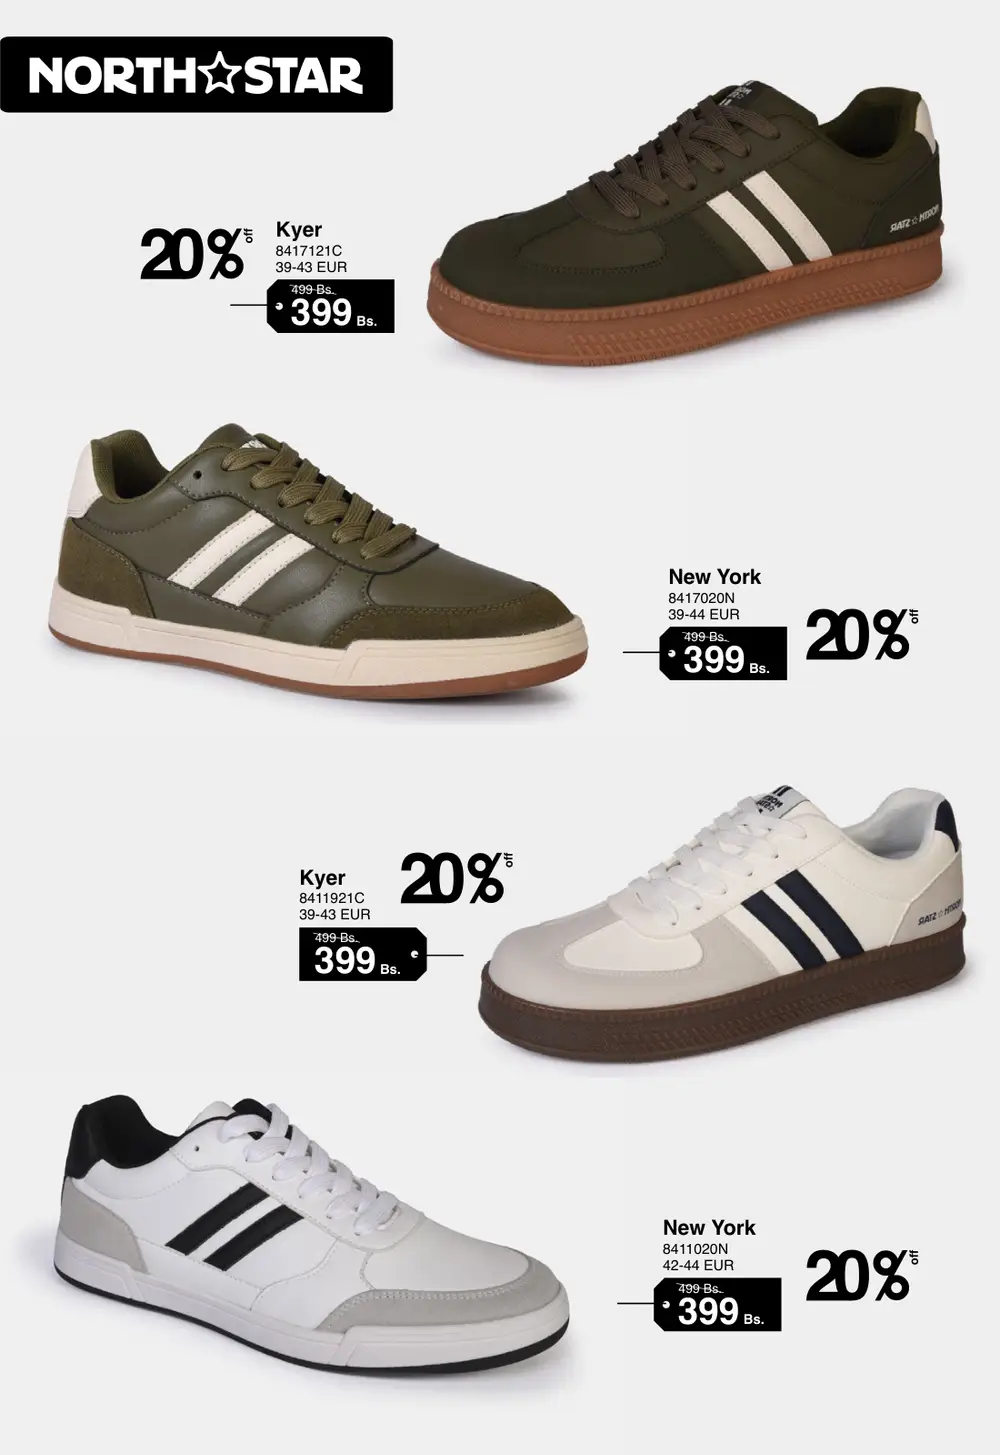 NORTH☆STAR
20% off
Kyer
8417121C
39-43 EUR
499 Bs.
399 Bs.
New York
8417020N
39-44 EUR
499 Bs.
399 Bs.
20% off
Kyer
8411921C
39-43 EUR
499 Bs.
399 Bs.
20% off
New York
8411020N
42-44 EUR
499 Bs.
399 Bs.
20% off